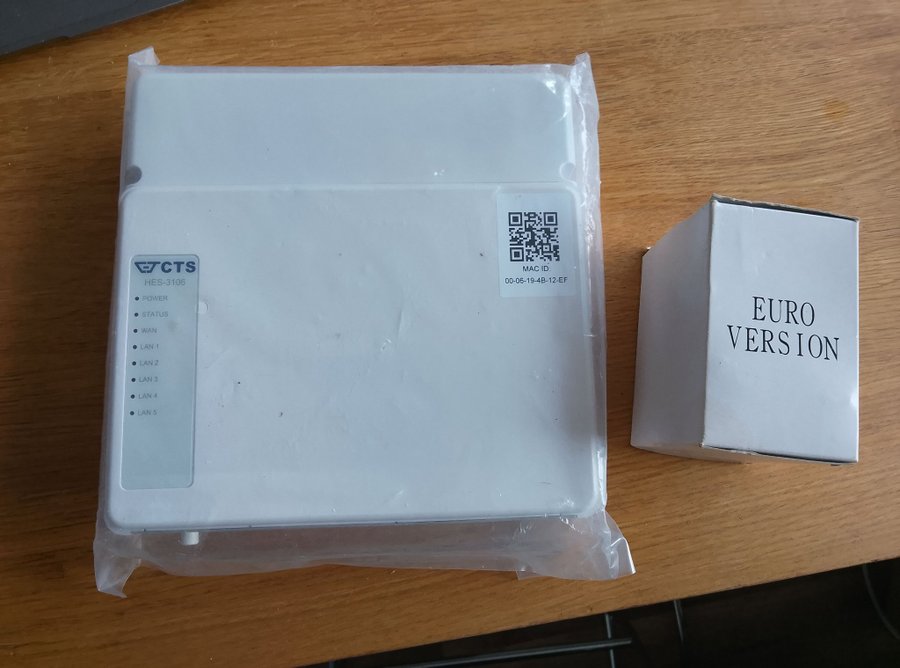 CTS
HES-3106
POWER
STATUS
WAN
LAN 1
LAN 2
LAN 3
LAN 4
LAN 5
MAC ID:
00-06-19-4B-12-EF
EURO
VERSION